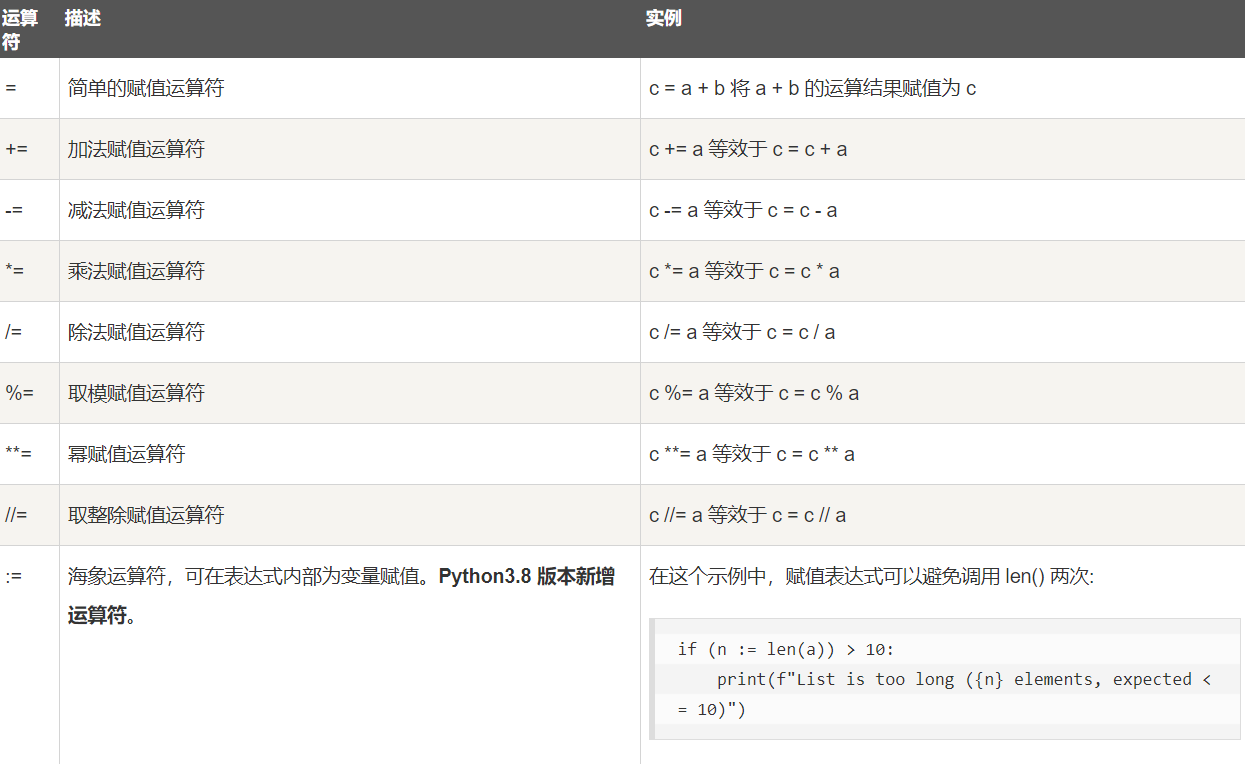 运算符 描述 实例
= 简单的赋值运算符 c = a + b 将 a + b 的运算结果赋值为 c
+= 加法赋值运算符 c += a 等效于 c = c + a
-= 减法赋值运算符 c -= a 等效于 c = c - a
*= 乘法赋值运算符 c *= a 等效于 c = c * a
/= 除法赋值运算符 c /= a 等效于 c = c / a
%= 取模赋值运算符 c %= a 等效于 c = c % a
**= 幂赋值运算符 c **= a 等效于 c = c ** a
//= 取整除赋值运算符 c //= a 等效于 c = c // a
:= 海象运算符，可在表达式内部为变量赋值。Python3.8 版本新增
运算符。
在这个示例中，赋值表达式可以避免调用 len() 两次:
if (n := len(a)) > 10:
    print(f"List is too long ({n} elements, expected <
= 10)")